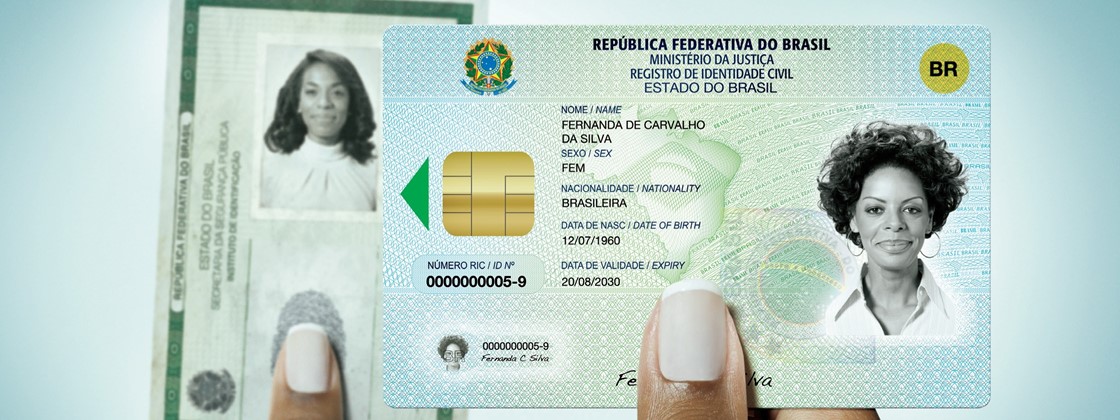 REPÚBLICA FEDERATIVA DO BRASIL
ESTADO DO BRASIL
SECRETARIA DA SEGURANÇA PÚBLICA
INSTITUTO DE IDENTIFICAÇÃO
REPÚBLICA FEDERATIVA DO BRASIL
MINISTÉRIO DA JUSTIÇA
REGISTRO DE IDENTIDADE CIVIL
ESTADO DO BRASIL
BR
NOME / NAME
FERNANDA DE CARVALHO
DA SILVA
SEXO / SEX
FEM
NACIONALIDADE / NATIONALITY
BRASILEIRA
DATA DE NASC / DATE OF BIRTH
12/07/1960
NÚMERO RIC / ID Nº
0000000005-9
DATA DE VALIDADE / EXPIRY
20/08/2030
0000000005-9
Fernanda C Silva